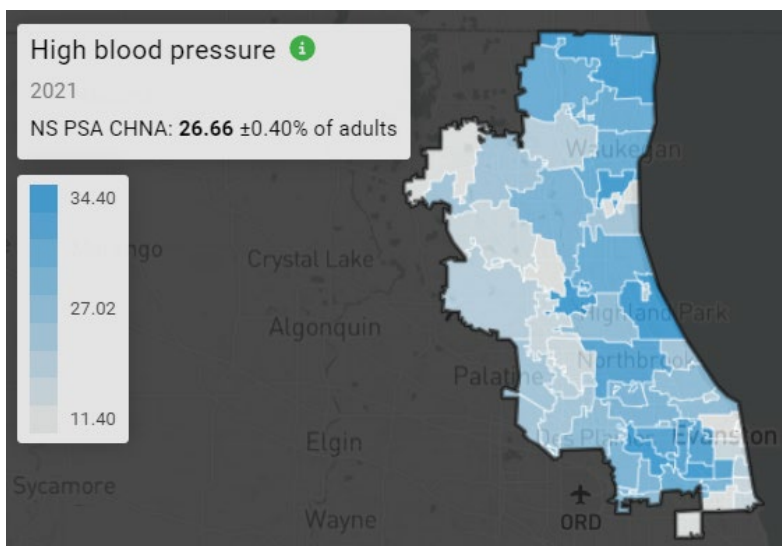 High blood pressure i
2021
NS PSA CHNA: 26.66 ±0.40% of adults
34.40
27.02
11.40
Waukegan
Crystal Lake
Highland Park
Algonquin
Northbrook
Palatine
Des Plaines
Evanston
Elgin
Sycamore
ORD
Wayne